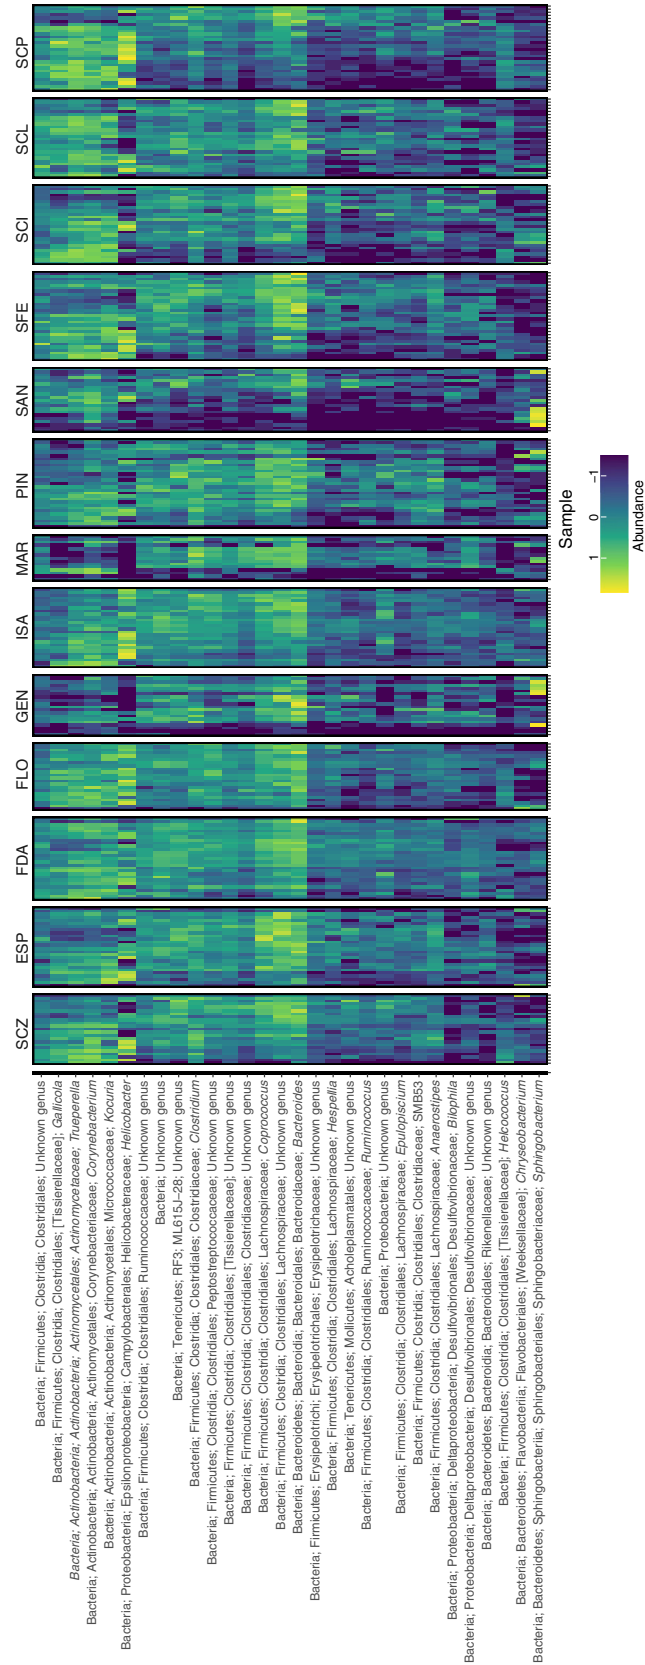 SCP
SCL
SCI
SFE
SAN
PIN
MAR
ISA
GEN
FLO
FDA
ESP
SCZ
Bacteria; Firmicutes; Clostridia; Clostridiales; Unknown genus
Bacteria; Firmicutes; Clostridia; Clostridiales; [Tissierellaceae]; Gallicola
Bacteria; Actinobacteria; Actinomycetales; Actinomycetaceae; Trueperella
Bacteria; Actinobacteria; Actinomycetales; Corynebacteriaceae; Corynebacterium
Bacteria; Actinobacteria; Actinomycetales; Micrococcaceae; Kocuria
Bacteria; Proteobacteria; Epsilonproteobacteria; Campylobacterales; Helicobacteraceae; Helicobacter
Bacteria; Firmicutes; Clostridia; Clostridiales; Ruminococcaceae; Unknown genus
Bacteria; Unknown genus
Bacteria; Tenericutes; RF3; ML615J−28; Unknown genus
Bacteria; Firmicutes; Clostridia; Clostridiales; Clostridiaceae; Clostridium
Bacteria; Firmicutes; Clostridia; Clostridiales; Peptostreptococcaceae; Unknown genus
Bacteria; Firmicutes; Clostridia; Clostridiales; [Tissierellaceae]; Unknown genus
Bacteria; Firmicutes; Clostridia; Clostridiales; Clostridiaceae; Unknown genus
Bacteria; Firmicutes; Clostridia; Clostridiales; Lachnospiraceae; Coprococcus
Bacteria; Firmicutes; Clostridia; Clostridiales; Lachnospiraceae; Unknown genus
Bacteria; Bacteroidetes; Bacteroidia; Bacteroidales; Bacteroidaceae; Bacteroides
Bacteria; Firmicutes; Erysipelotrichi; Erysipelotrichales; Erysipelotrichaceae; Unknown genus
Bacteria; Firmicutes; Clostridia; Clostridiales; Lachnospiraceae; Hespellia
Bacteria; Tenericutes; Mollicutes; Acholeplasmatales; Unknown genus
Bacteria; Firmicutes; Clostridia; Clostridiales; Ruminococcaceae; Ruminococcus
Bacteria; Proteobacteria; Unknown genus
Bacteria; Firmicutes; Clostridia; Clostridiales; Lachnospiraceae; Epulopiscium
Bacteria; Firmicutes; Clostridia; Clostridiales; Clostridiaceae; SMB53
Bacteria; Firmicutes; Clostridia; Clostridiales; Lachnospiraceae; Anaerostipes
Bacteria; Proteobacteria; Deltaproteobacteria; Desulfovibrionales; Desulfovibrionaceae; Bilophila
Bacteria; Proteobacteria; Deltaproteobacteria; Desulfovibrionales; Desulfovibrionaceae; Unknown genus
Bacteria; Bacteroidetes; Bacteroidia; Bacteroidales; Rikenellaceae; Unknown genus
Bacteria; Firmicutes; Clostridia; Clostridiales; [Tissierellaceae]; Helcococcus
Bacteria; Bacteroidetes; Flavobacteriia; Flavobacteriales; [Weeksellaceae]; Chryseobacterium
Bacteria; Bacteroidetes; Sphingobacteriia; Sphingobacteriales; Sphingobacteriaceae; Sphingobacterium
Sample
−1
0
1
Abundance